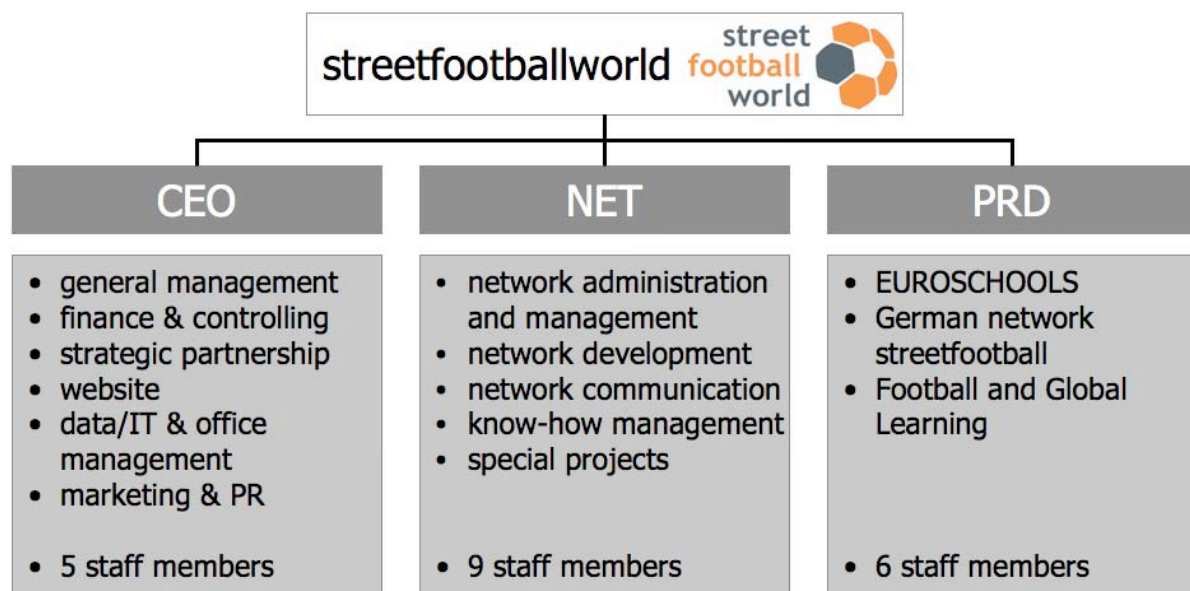 streetfootballworld
street
football
world
CEO
• general management
• finance & controlling
• strategic partnership
• website
• data/IT & office
management
• marketing & PR
• 5 staff members
NET
• network administration
and management
• network development
• network communication
• know-how management
• special projects
• 9 staff members
PRD
• EUROSCHOOLS
• German network
streetfootball
• Football and Global
Learning
• 6 staff members